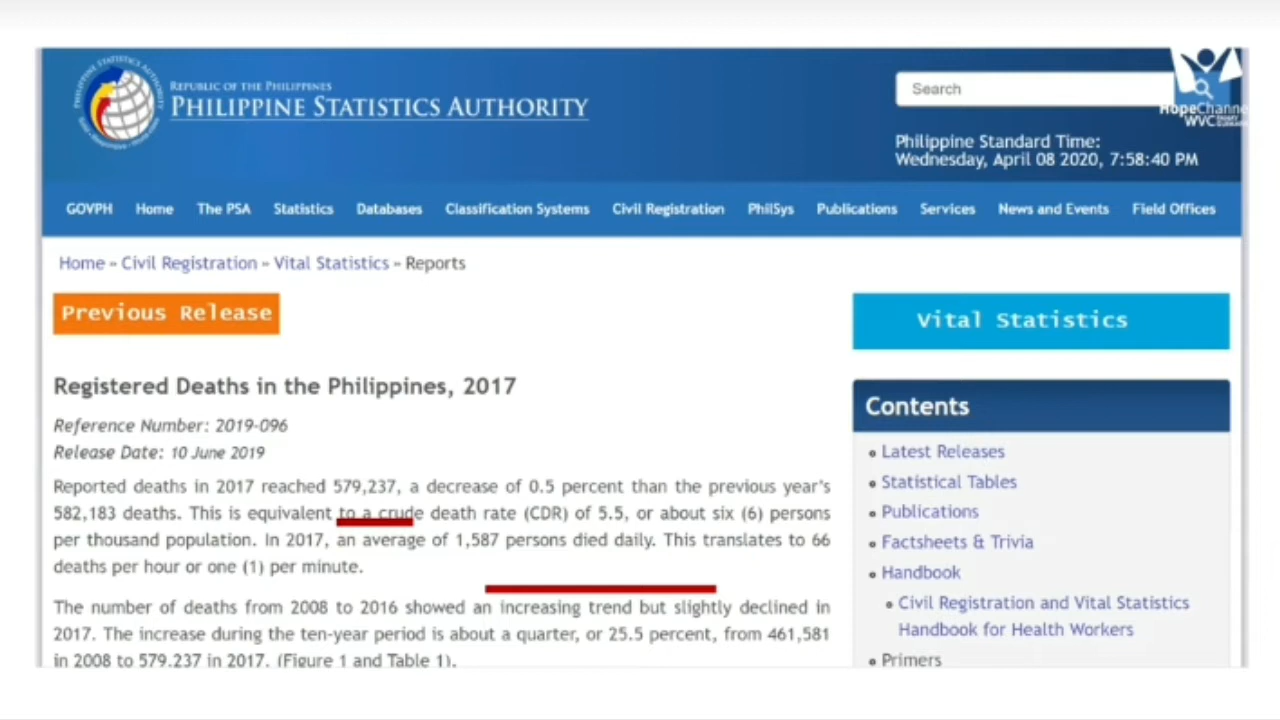 REPUBLIC OF THE PHILIPPINES
PHILIPPINE STATISTICS AUTHORITY
Search
HopeChannel
WVC
Philippine Standard Time:
Wednesday, April 08 2020, 7:58:40 PM
GOVPH Home The PSA Statistics Databases Classification Systems Civil Registration PhilSys Publications Services News and Events Field Offices
Home » Civil Registration » Vital Statistics » Reports
Previous Release
Registered Deaths in the Philippines, 2017
Reference Number: 2019-096
Release Date: 10 June 2019
Reported deaths in 2017 reached 579,237, a decrease of 0.5 percent than the previous year's
582,183 deaths. This is equivalent to a crude death rate (CDR) of 5.5, or about six (6) persons
per thousand population. In 2017, an average of 1,587 persons died daily. This translates to 66
deaths per hour or one (1) per minute.
The number of deaths from 2008 to 2016 showed an increasing trend but slightly declined in
2017. The increase during the ten-year period is about a quarter, or 25.5 percent, from 461,581
in 2008 to 579,237 in 2017. (Figure 1 and Table 1).
Vital Statistics
Contents
Latest Releases
Statistical Tables
Publications
Factsheets & Trivia
Handbook
Civil Registration and Vital Statistics
Handbook for Health Workers
Primers